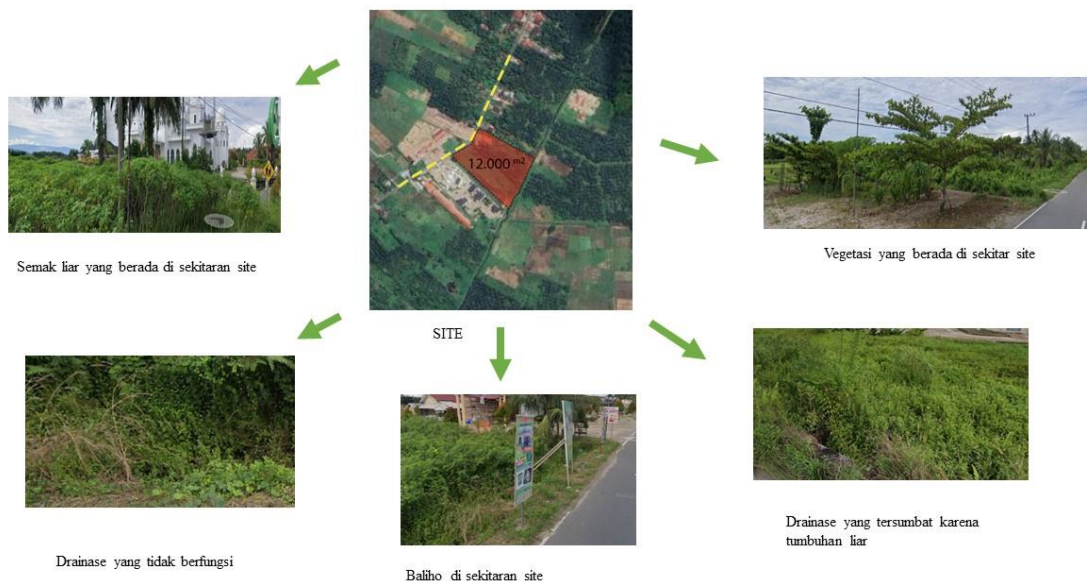 12.000 m2
Semak liar yang berada di sekitaran site
Vegetasi yang berada di sekitar site
SITE
Drainase yang tidak berfungsi
Baliho di sekitaran site
Drainase yang tersumbat karena
tumbuhan liar